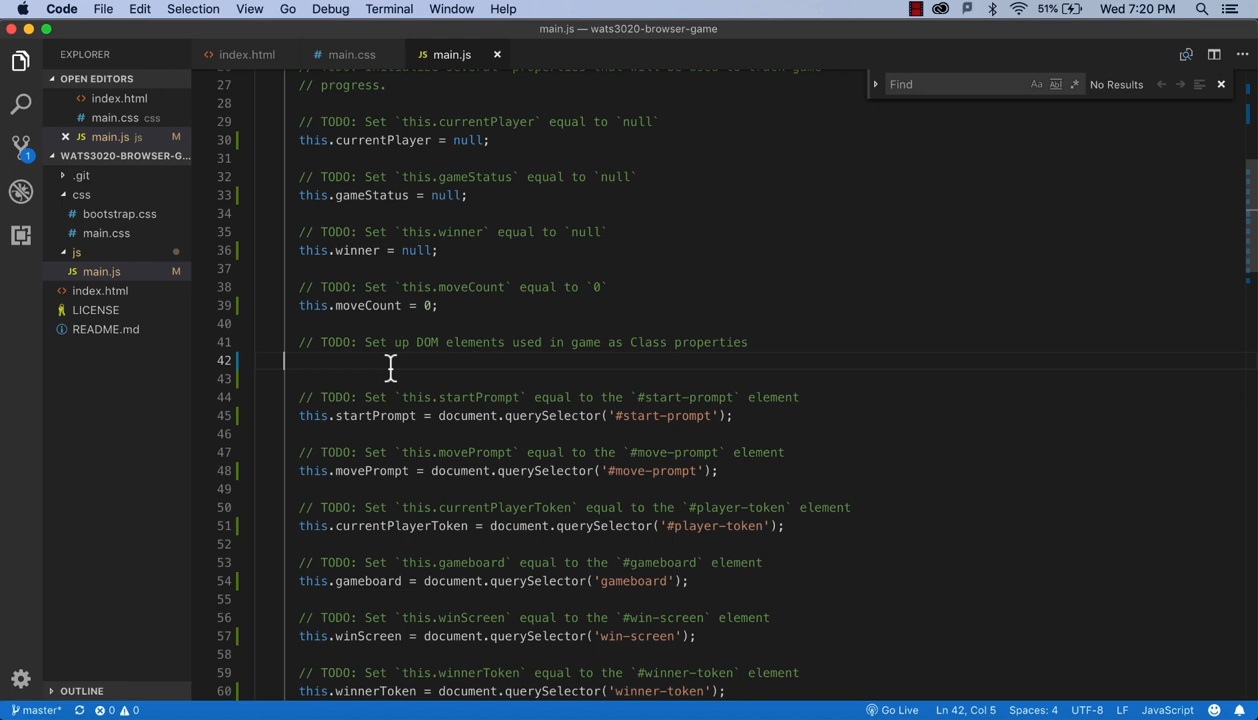 Code File Edit Selection View Go Debug Terminal Window Help 51% Wed 7:20 PM
main.js — wats3020-browser-game
EXPLORER
index.html
main.css
JS main.js
OPEN EDITORS
index.html
main.css css
JS main.js js M
WATS3020-BROWSER-G...
.git
css
# bootstrap.css
# main.css
js
JS main.js M
index.html
LICENSE
README.md
OUTLINE
1
Find
Aa
Abl
No Results
27 // progress.
28
29 // TODO: Set `this.currentPlayer` equal to `null`
30 this.currentPlayer = null;
31
32 // TODO: Set `this.gameStatus` equal to `null`
33 this.gameStatus = null;
34
35 // TODO: Set `this.winner` equal to `null`
36 this.winner = null;
37
38 // TODO: Set `this.moveCount` equal to `0`
39 this.moveCount = 0;
40
41 // TODO: Set up DOM elements used in game as Class properties
42
43
44 // TODO: Set `this.startPrompt` equal to the `#start-prompt` element
45 this.startPrompt = document.querySelector('#start-prompt');
46
47 // TODO: Set `this.movePrompt` equal to the `#move-prompt` element
48 this.movePrompt = document.querySelector('#move-prompt');
49
50 // TODO: Set `this.currentPlayerToken` equal to the `#player-token` element
51 this.currentPlayerToken = document.querySelector('#player-token');
52
53 // TODO: Set `this.gameboard` equal to the `#gameboard` element
54 this.gameboard = document.querySelector('gameboard');
55
56 // TODO: Set `this.winScreen` equal to the `#win-screen` element
57 this.winScreen = document.querySelector('win-screen');
58
59 // TODO: Set `this.winnerToken` equal to the `#winner-token` element
60 this.winnerToken = document.querySelector('winner-token');
master* 0 0 Go Live Ln 42, Col 5 Spaces: 4 UTF-8 LF JavaScript